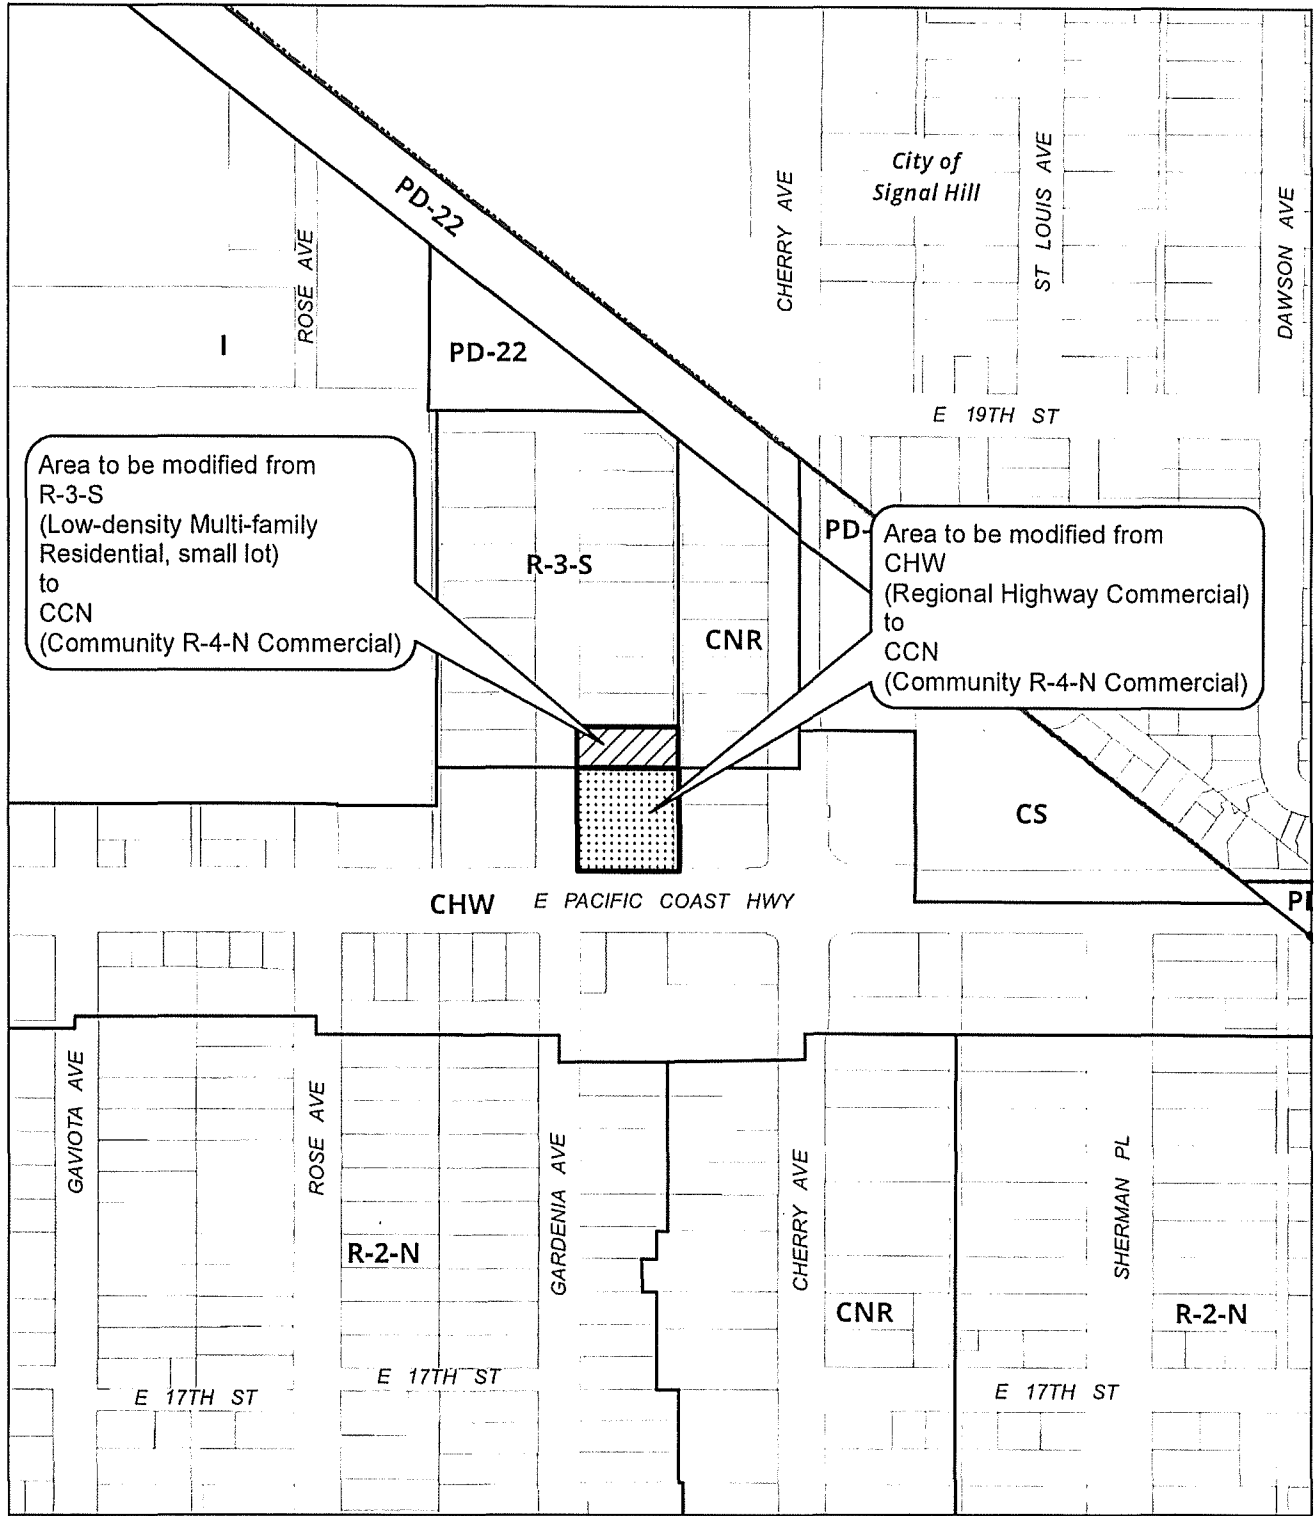 PD-22
City of
Signal Hill
CHERRY AVE
ST LOUIS AVE
DAWSON AVE
ROSE AVE
I
PD-22
E 19TH ST
Area to be modified from
R-3-S
(Low-density Multi-family
Residential, small lot)
to
CCN
(Community R-4-N Commercial)
R-3-S
CNR
PD-
Area to be modified from
CHW
(Regional Highway Commercial)
to
CCN
(Community R-4-N Commercial)
CS
CHW
E PACIFIC COAST HWY
GAVIOTA AVE
ROSE AVE
GARDENIA AVE
CHERRY AVE
SHERMAN PL
R-2-N
CNR
R-2-N
E 17TH ST
E 17TH ST
E 17TH ST